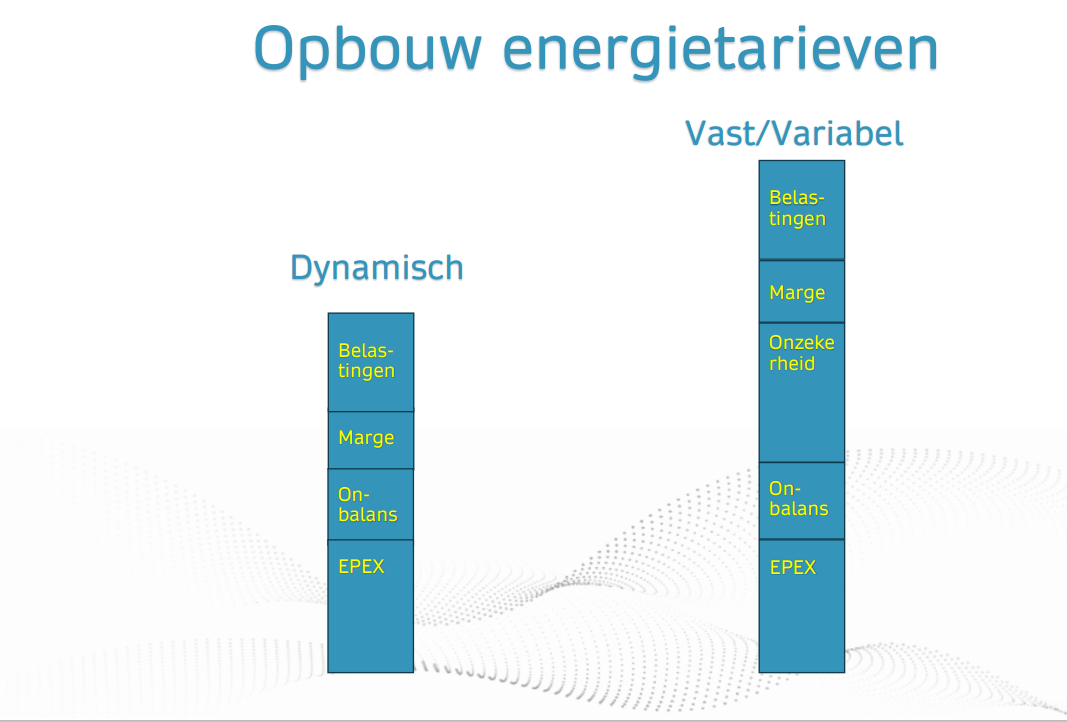 Opbouw energietarieven
Vast/Variabel
Belas-
tingen
Marge
Onzeke
rheid
On-
balans
EPEX
Dynamisch
Belas-
tingen
Marge
On-
balans
EPEX